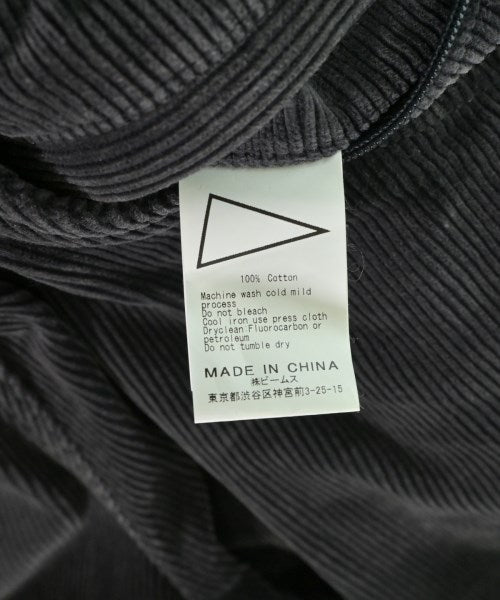 100% Cotton
Machine wash cold mild
process
Do not bleach
Cool iron use press cloth
Dryclean Fluorocarbon or
petroleum
Do not tumble dry
MADE IN CHINA
㈱ビームス
東京都渋谷区神宮前3-25-15